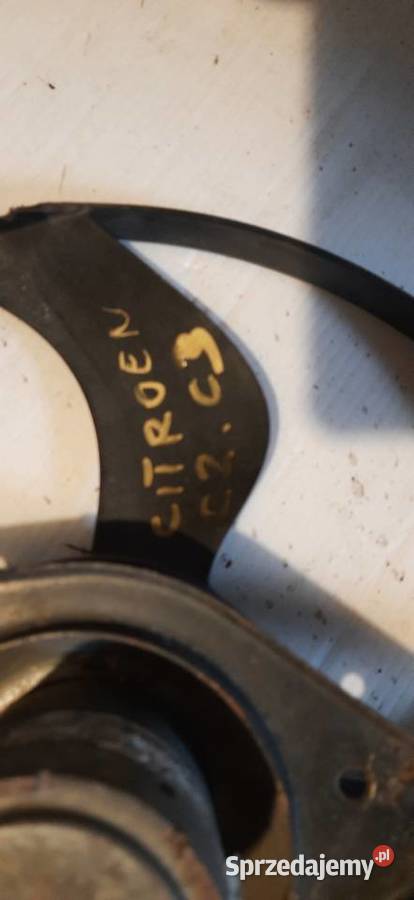 CITROEN
C2. C3
Sprzedajemy.pl